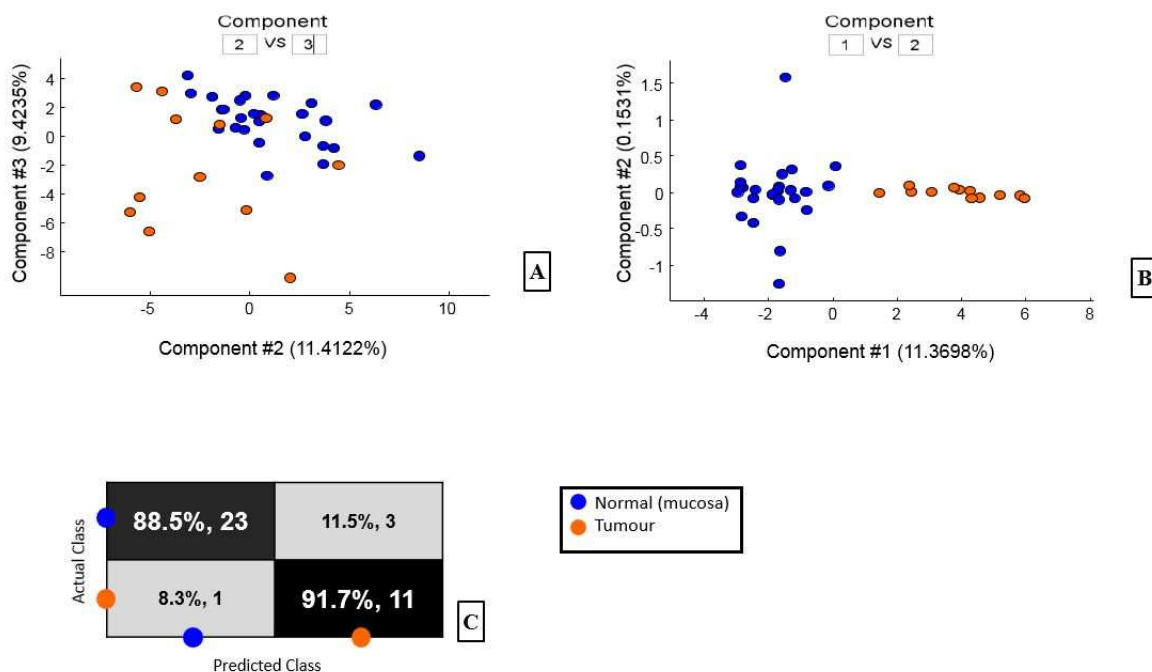 Component
2 vs 3
4
2
0
-2
-4
-6
-8
Component #3 (9.4235%)
-5
0
5
10
Component #2 (11.4122%)
A
Component
1 vs 2
1.5
1
0.5
0
-0.5
-1
Component #2 (0.1531%)
-4
-2
0
2
4
6
8
Component #1 (11.3698%)
B
Actual Class
88.5%, 23
11.5%, 3
8.3%, 1
91.7%, 11
C
Predicted Class
Normal (mucosa)
Tumour